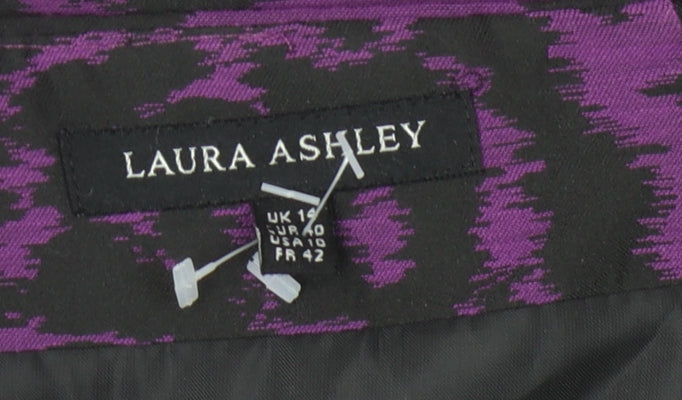 LAURA ASHLEY
UK 14
EUR 40
USA 10
FR 42